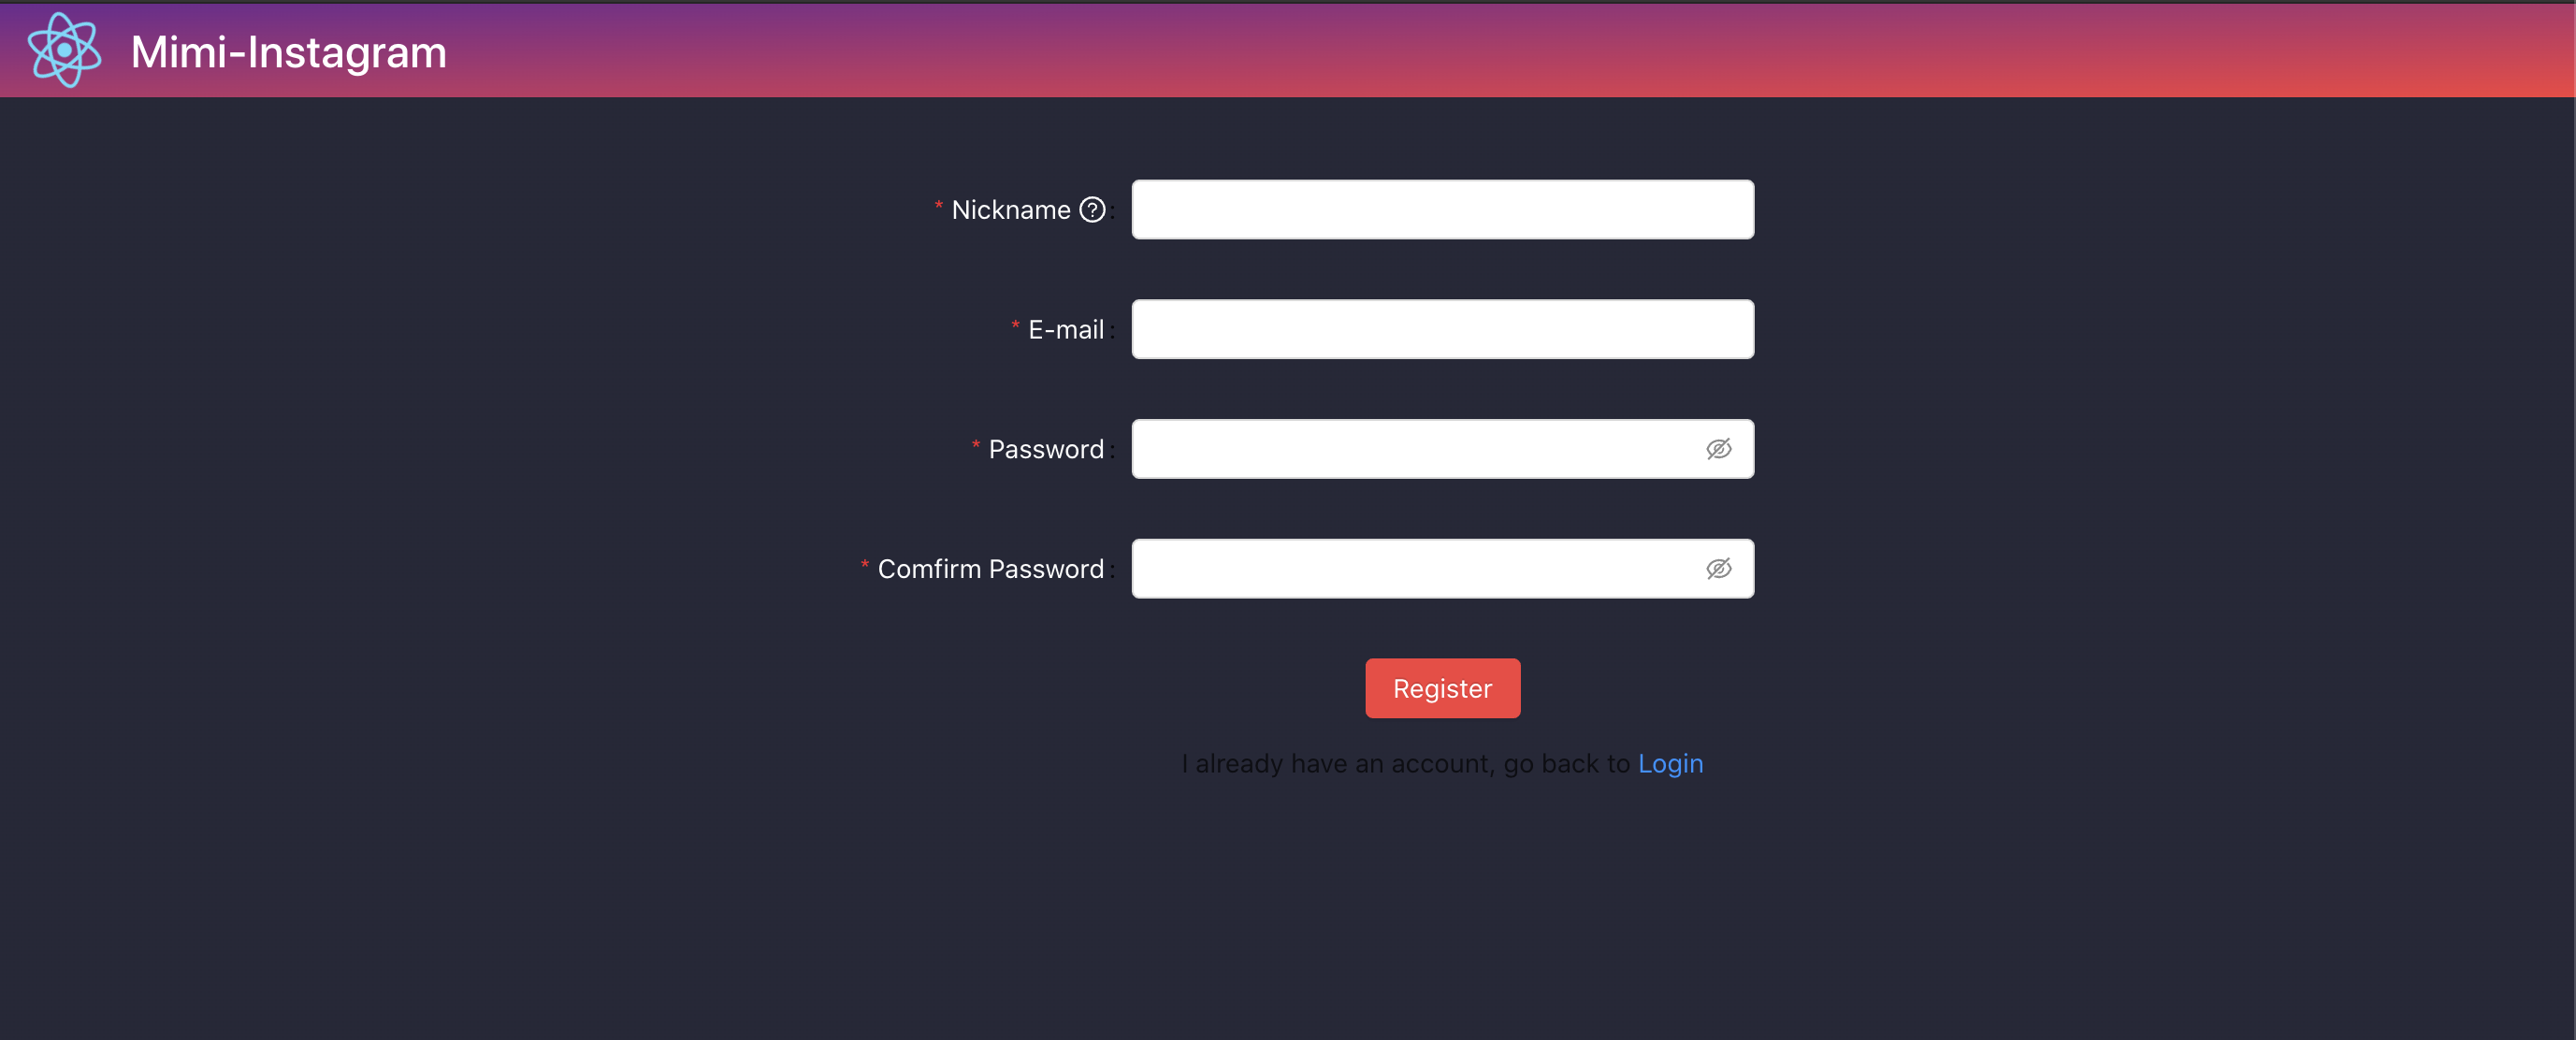 Mimi-Instagram
* Nickname ? :
* E-mail :
* Password :
* Comfirm Password :
Register
I already have an account, go back to Login